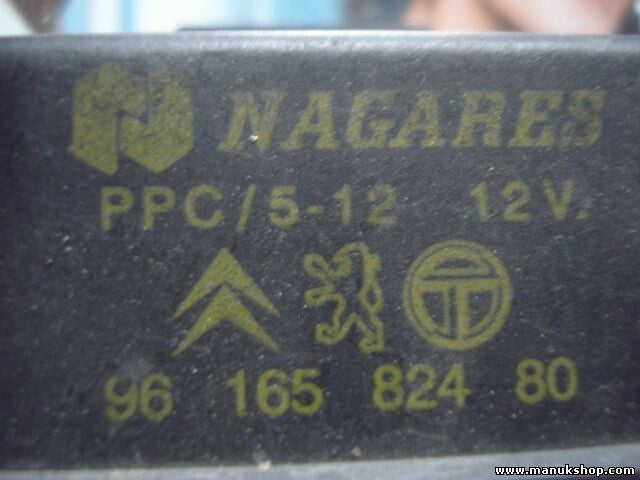 NAGARES
PPC/5-12 12V.
96 165 824 80
www.manukshop.com